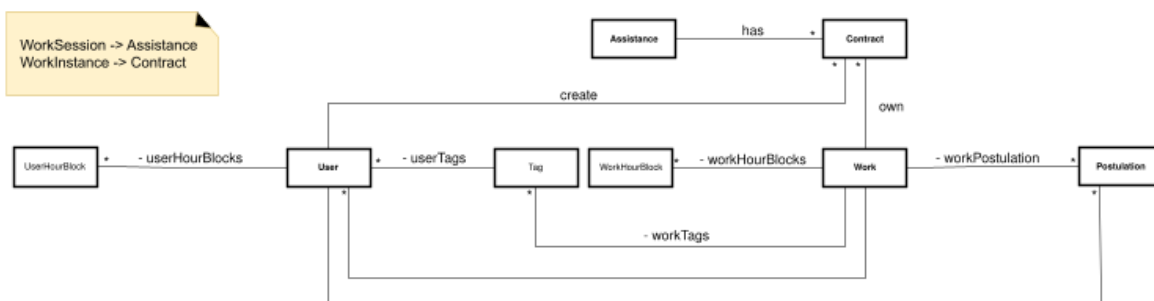 WorkSession -> Assistance
WorkInstance -> Contract
Assistance
has
*
Contract
*
*
create
own
UserHourBlock
*
- userHourBlocks
User
*
- userTags
Tag
WorkHourBlock
*
- workHourBlocks
Work
- workPostulation
*
Postulation
*
*
*
- workTags